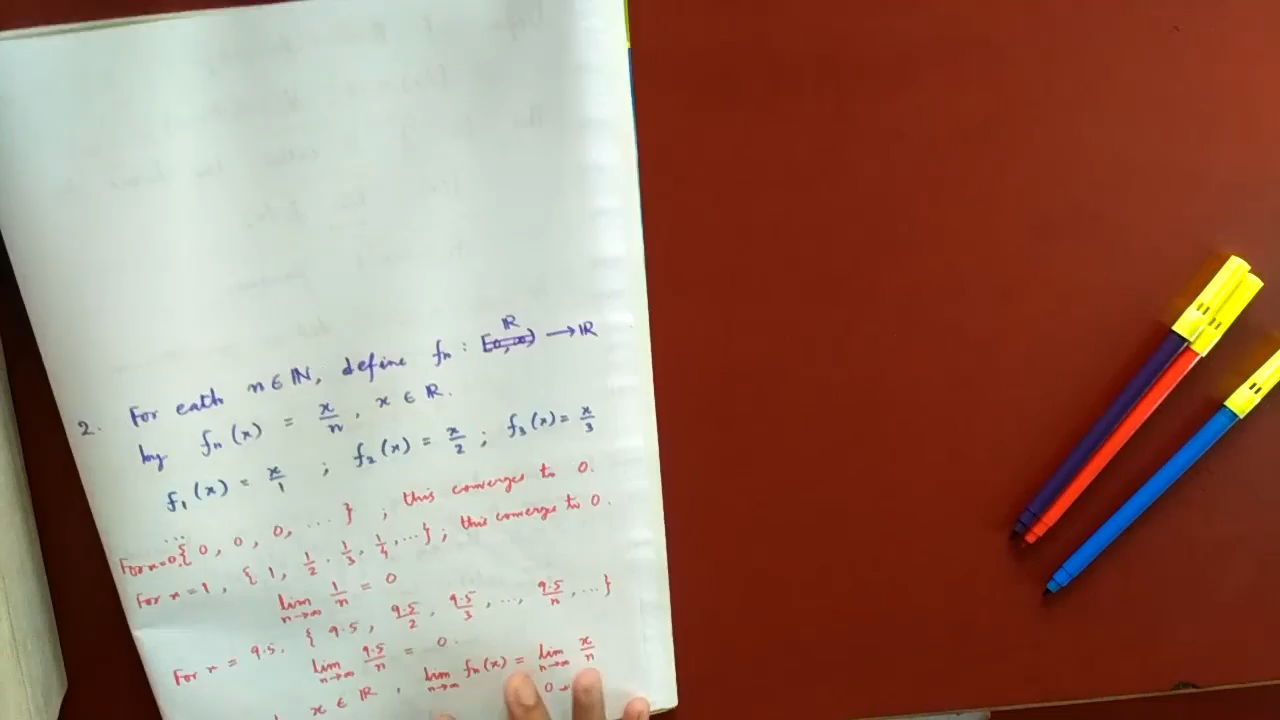 2. For each n ∈ ℕ, define fn : ℝ → ℝ
by fn(x) = x/n, x ∈ ℝ.
f₁(x) = x/1 ; f₂(x) = x/2 ; f₃(x) = x/3
...
For x=0, { 0, 0, 0, ... } ; this converges to 0.
For x = 1, { 1, 1/2, 1/3, 1/4, ... } ; this converges to 0.
lim n→∞ 1/n = 0
For x = 9.5, { 9.5, 9.5/2, 9.5/3, ..., 9.5/n, ... }
lim n→∞ 9.5/n = 0.
x ∈ ℝ, lim n→∞ fn(x) = lim n→∞ x/n
0